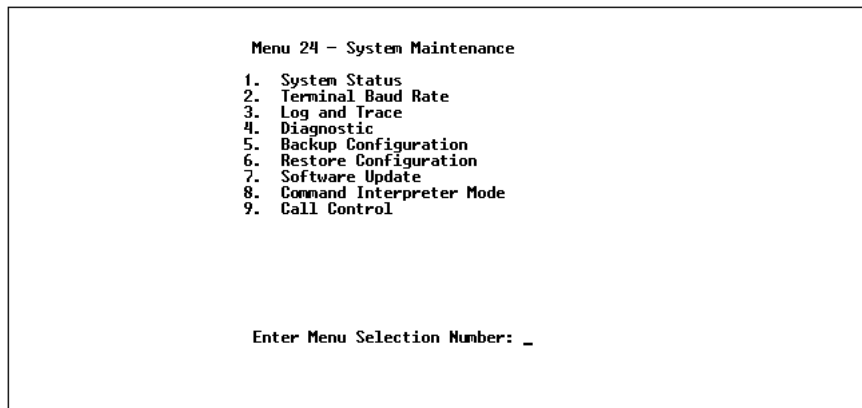 Menu 24 — System Maintenance
1. System Status
2. Terminal Baud Rate
3. Log and Trace
4. Diagnostic
5. Backup Configuration
6. Restore Configuration
7. Software Update
8. Command Interpreter Mode
9. Call Control
Enter Menu Selection Number: _